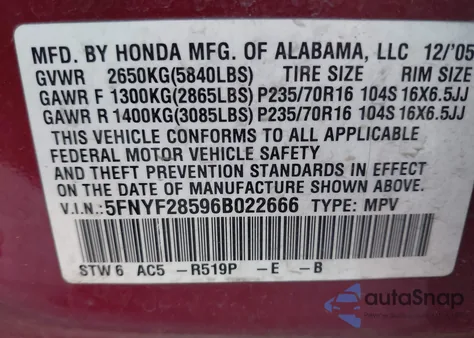 MFD. BY HONDA MFG. OF ALABAMA, LLC 12/'05
GVWR 2650KG(5840LBS) TIRE SIZE RIM SIZE
GAWR F 1300KG(2865LBS) P235/70R16 104S 16X6.5JJ
GAWR R 1400KG(3085LBS) P235/70R16 104S 16X6.5JJ
THIS VEHICLE CONFORMS TO ALL APPLICABLE
FEDERAL MOTOR VEHICLE SAFETY
AND THEFT PREVENTION STANDARDS IN EFFECT
ON THE DATE OF MANUFACTURE SHOWN ABOVE.
V.I.N.: 5FNYF28596B022666 TYPE: MPV
STW 6 AC5 -R519P -E -B
autoSnap